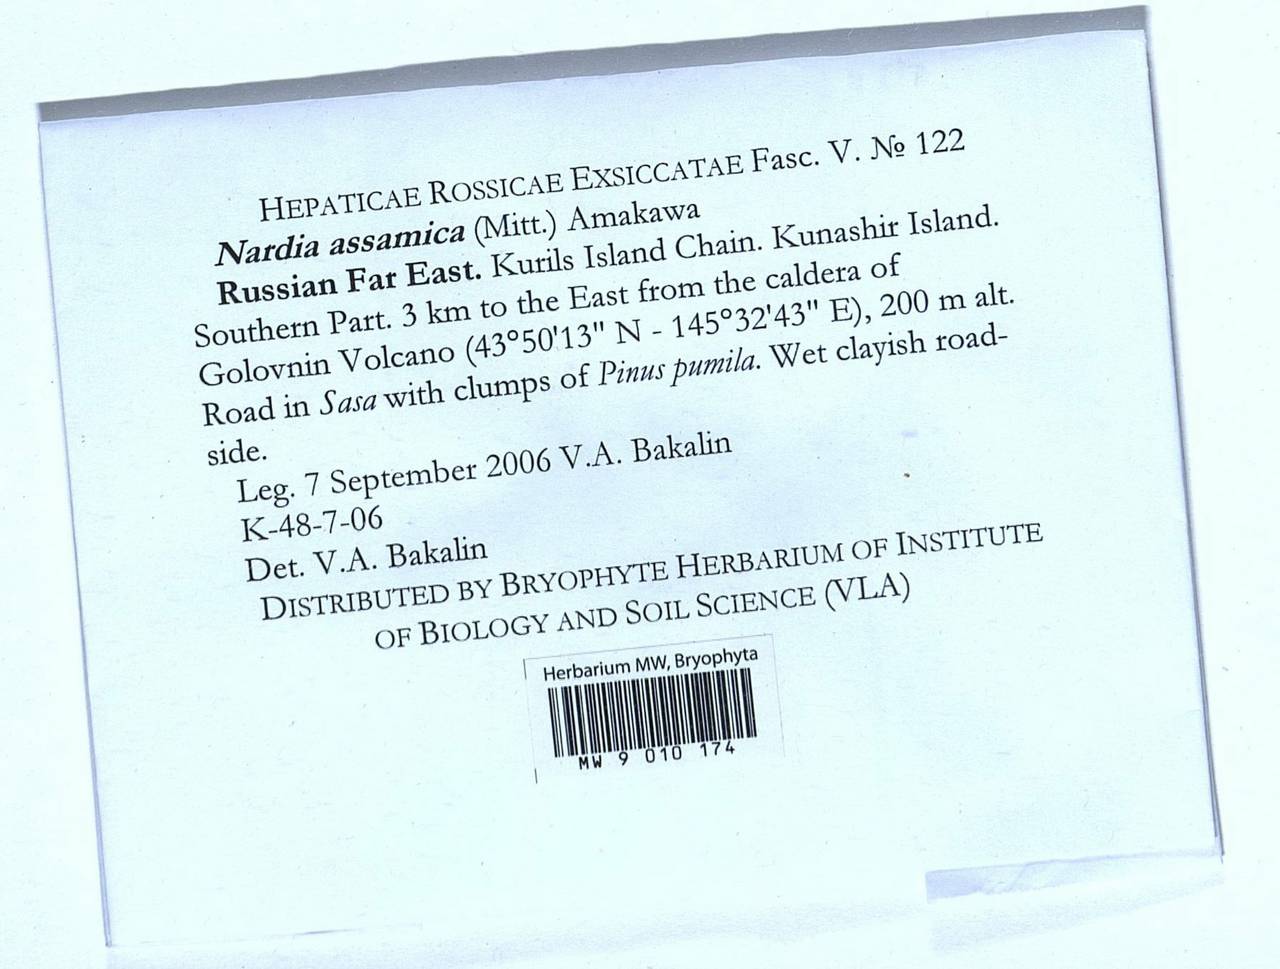 HEPATICAE ROSSICAE EXSICCATAE Fasc. V. № 122
Nardia assamica (Mitt.) Amakawa
Russian Far East. Kurils Island Chain. Kunashir Island.
Southern Part. 3 km to the East from the caldera of
Golovnin Volcano (43°50'13" N - 145°32'43" E), 200 m alt.
Road in Sasa with clumps of Pinus pumila. Wet clayish road-
side.
Leg. 7 September 2006 V.A. Bakalin
K-48-7-06
Det. V.A. Bakalin
DISTRIBUTED BY BRYOPHYTE HERBARIUM OF INSTITUTE
OF BIOLOGY AND SOIL SCIENCE (VLA)
Herbarium MW, Bryophyta
MW 9 010 174